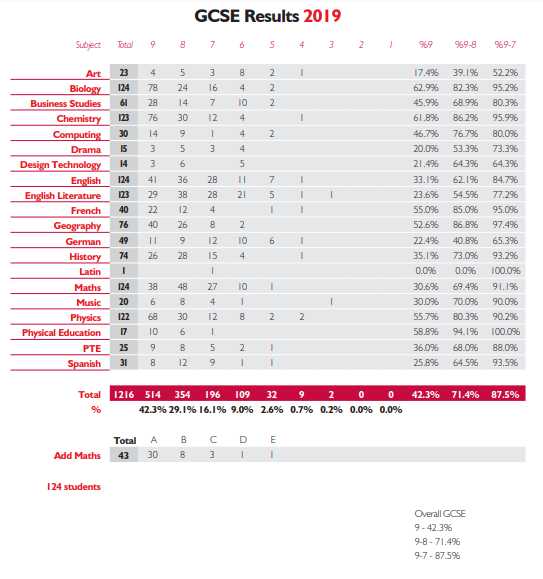 GCSE Results 2019
Subject Total 9 8 7 6 5 4 3 2 1 %9 %9-8 %9-7
Art 23 4 5 3 8 2 1 17.4% 39.1% 52.2%
Biology 124 78 24 16 4 2 62.9% 82.3% 95.2%
Business Studies 61 28 14 7 10 2 45.9% 68.9% 80.3%
Chemistry 123 76 30 12 4 1 61.8% 86.2% 95.9%
Computing 30 14 9 1 4 2 46.7% 76.7% 80.0%
Drama 15 3 5 3 4 20.0% 53.3% 73.3%
Design Technology 14 3 6 5 21.4% 64.3% 64.3%
English 124 41 36 28 11 7 1 33.1% 62.1% 84.7%
English Literature 123 29 38 28 21 5 1 1 23.6% 54.5% 77.2%
French 40 22 12 4 1 1 55.0% 85.0% 95.0%
Geography 76 40 26 8 2 52.6% 86.8% 97.4%
German 49 11 9 12 10 6 1 22.4% 40.8% 65.3%
History 74 26 28 15 4 1 35.1% 73.0% 93.2%
Latin 1 1 0.0% 0.0% 100.0%
Maths 124 38 48 27 10 1 30.6% 69.4% 91.1%
Music 20 6 8 4 1 1 30.0% 70.0% 90.0%
Physics 122 68 30 12 8 2 2 55.7% 80.3% 90.2%
Physical Education 17 10 6 1 58.8% 94.1% 100.0%
PTE 25 9 8 5 2 1 36.0% 68.0% 88.0%
Spanish 31 8 12 9 1 1 25.8% 64.5% 93.5%
Total 1216 514 354 196 109 32 9 2 0 0 42.3% 71.4% 87.5%
% 42.3% 29.1% 16.1% 9.0% 2.6% 0.7% 0.2% 0.0% 0.0%
Total A B C D E
Add Maths 43 30 8 3 1 1
124 students
Overall GCSE
9 - 42.3%
9-8 - 71.4%
9-7 - 87.5%